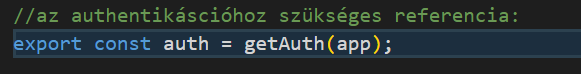 //az authentikáscióhoz szükséges referencia:
export const auth = getAuth(app);